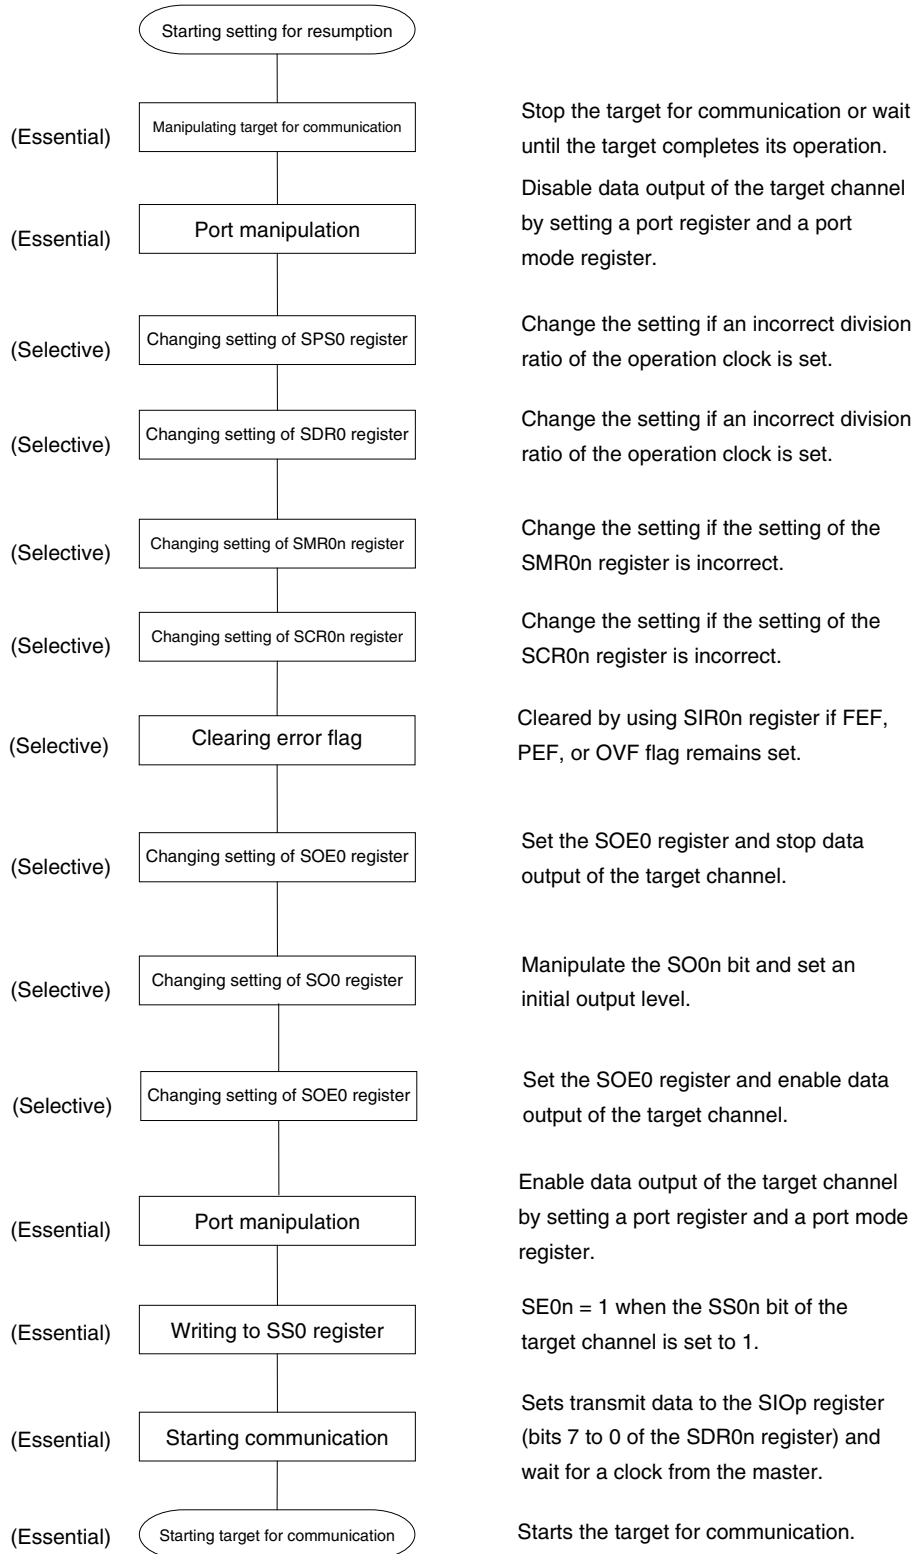 Starting setting for resumption
(Essential)
Manipulating target for communication
Stop the target for communication or wait
until the target completes its operation.
(Essential)
Port manipulation
Disable data output of the target channel
by setting a port register and a port
mode register.
(Selective)
Changing setting of SPS0 register
Change the setting if an incorrect division
ratio of the operation clock is set.
(Selective)
Changing setting of SDR0 register
Change the setting if an incorrect division
ratio of the operation clock is set.
(Selective)
Changing setting of SMR0n register
Change the setting if the setting of the
SMR0n register is incorrect.
(Selective)
Changing setting of SCR0n register
Change the setting if the setting of the
SCR0n register is incorrect.
(Selective)
Clearing error flag
Cleared by using SIR0n register if FEF,
PEF, or OVF flag remains set.
(Selective)
Changing setting of SOE0 register
Set the SOE0 register and stop data
output of the target channel.
(Selective)
Changing setting of SO0 register
Manipulate the SO0n bit and set an
initial output level.
(Selective)
Changing setting of SOE0 register
Set the SOE0 register and enable data
output of the target channel.
(Essential)
Port manipulation
Enable data output of the target channel
by setting a port register and a port mode
register.
(Essential)
Writing to SS0 register
SE0n = 1 when the SS0n bit of the
target channel is set to 1.
(Essential)
Starting communication
Sets transmit data to the SIOp register
(bits 7 to 0 of the SDR0n register) and
wait for a clock from the master.
(Essential)
Starting target for communication
Starts the target for communication.